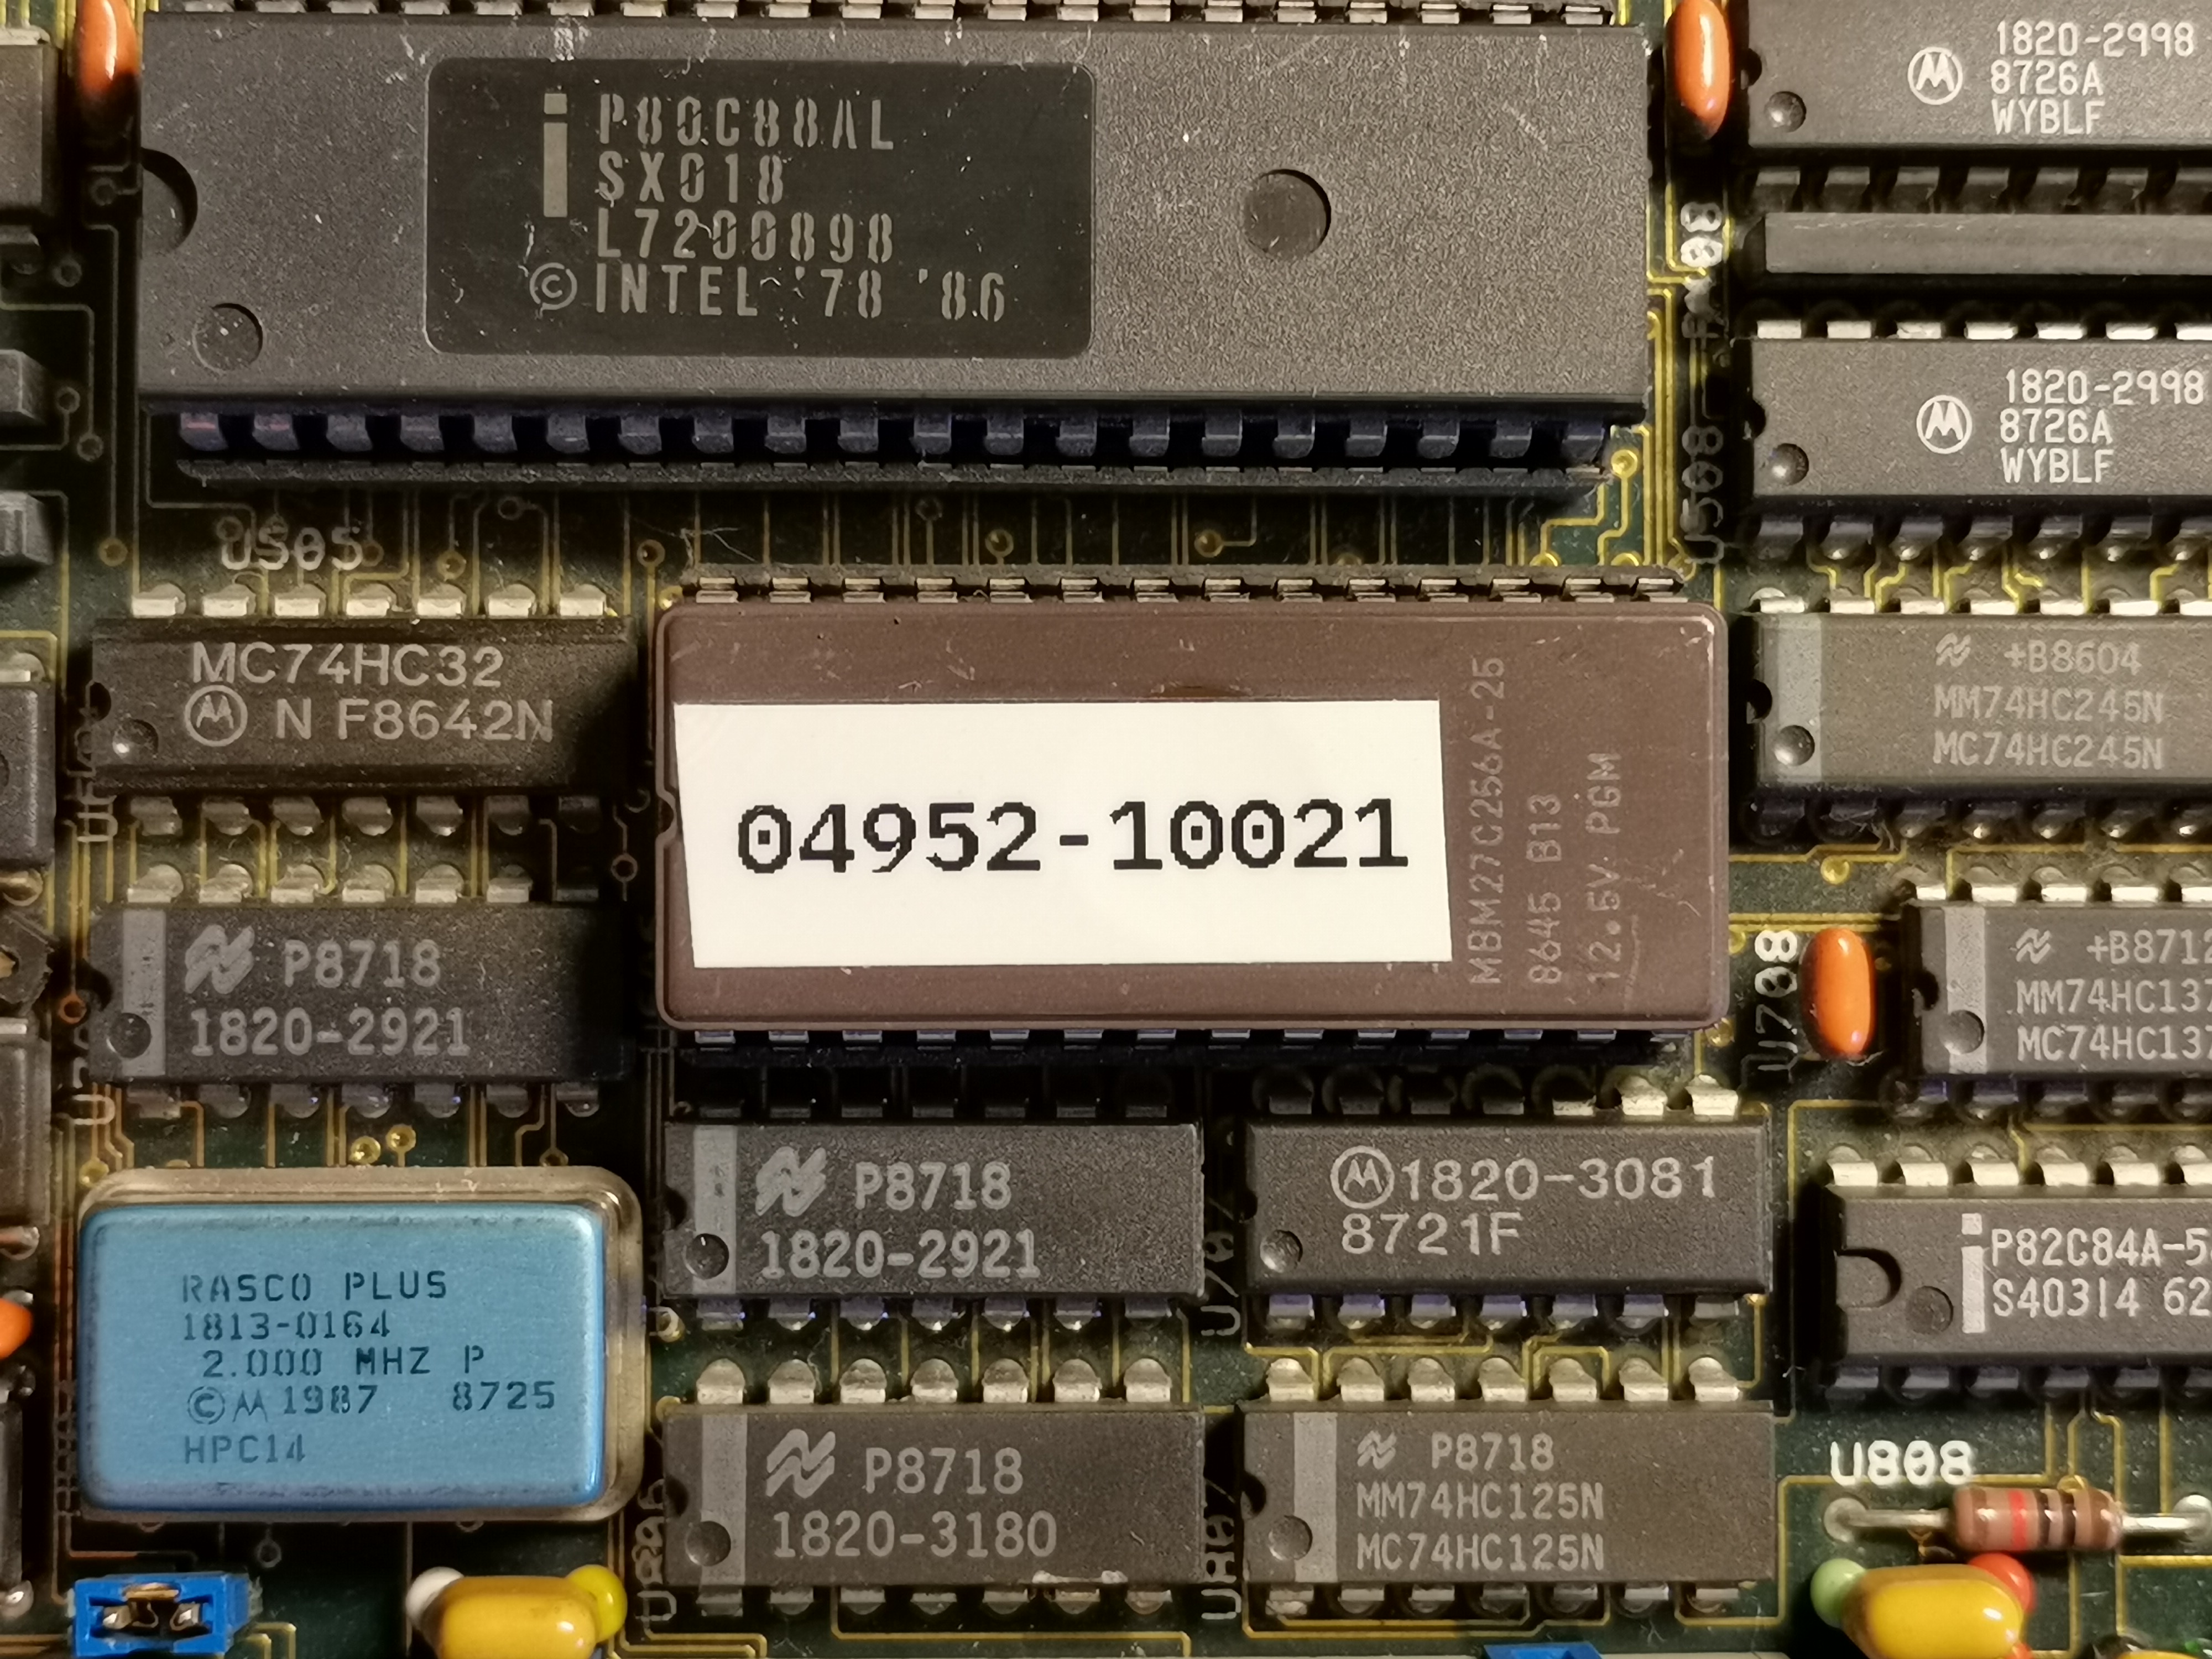 P80C88AL
SX018
L7200898
© INTEL '78 '86
1820-2998
8726A
WYBLF
1820-2998
8726A
WYBLF
U508
U505
MC74HC32
N F8642N
04952-10021
MBM27C256A-25
8645 B13
12.5V PGM
+B8604
MM74HC245N
MC74HC245N
P8718
1820-2921
U708
+B8712
MM74HC13
MC74HC13
P8718
1820-2921
1820-3081
8721F
P82C84A-5
S40314 62
RASCO PLUS
1813-0164
2.000 MHZ P
© 1987 8725
HPC14
P8718
1820-3180
P8718
MM74HC125N
MC74HC125N
U808